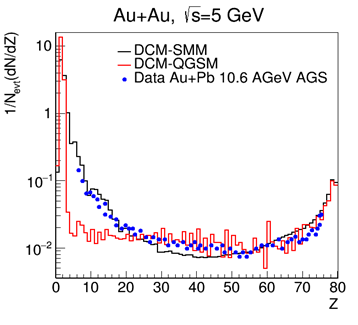 Au+Au, √s=5 GeV
1/Nevt(dN/dZ)
DCM-SMM
DCM-QGSM
Data Au+Pb 10.6 AGeV AGS
10
1
10⁻¹
10⁻²
0 10 20 30 40 50 60 70 80
Z